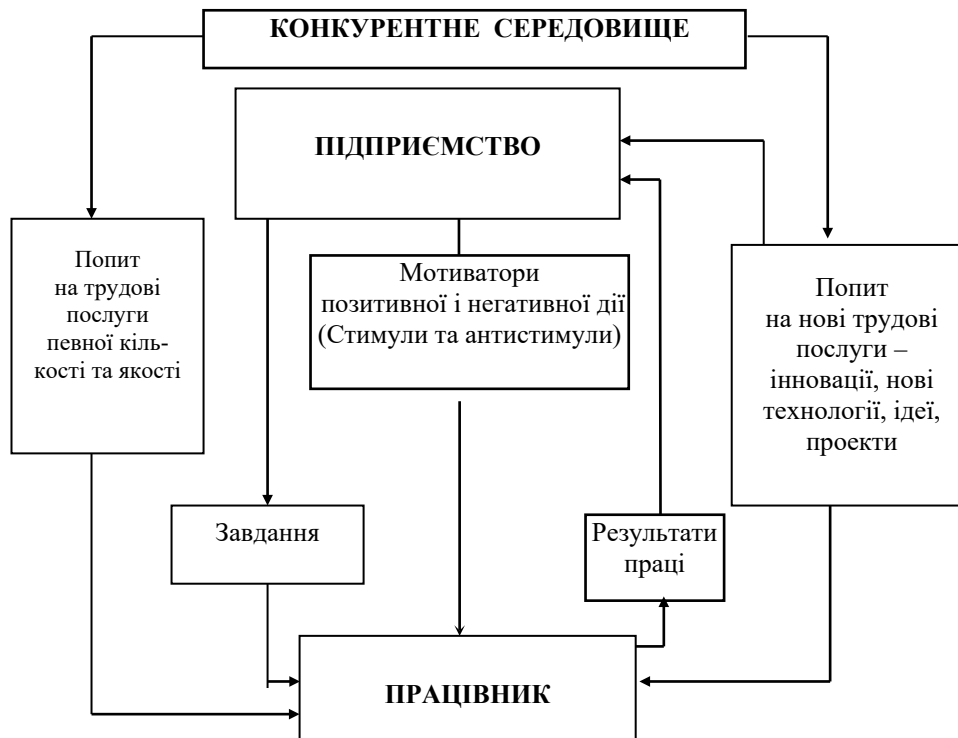 КОНКУРЕНТНЕ СЕРЕДОВИЩЕ
ПІДПРИЄМСТВО
Попит
на трудові
послуги
певної кіль-
кості та якості
Мотиватори
позитивної і негативної дії
(Стимули та антистимули)
Попит
на нові трудові
послуги –
інновації, нові
технології, ідеї,
проекти
Завдання
Результати
праці
ПРАЦІВНИК